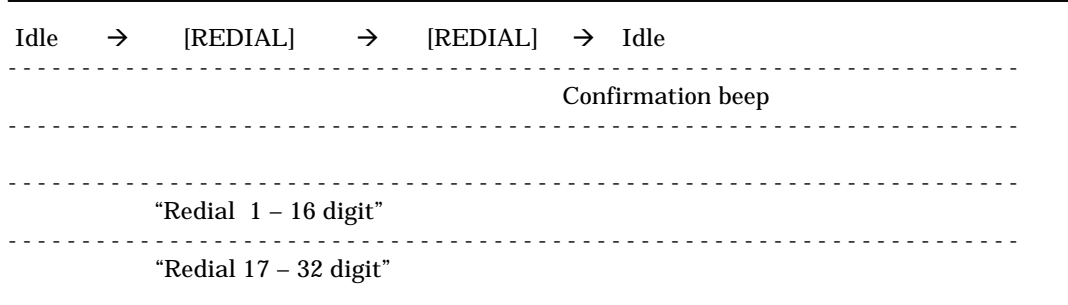 Idle → [REDIAL] → [REDIAL] → Idle
Confirmation beep
“Redial 1 – 16 digit”
“Redial 17 – 32 digit”